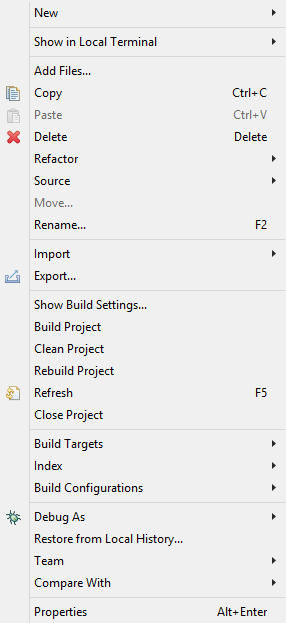 New
Show in Local Terminal
Add Files...
Copy Ctrl+C
Paste Ctrl+V
Delete Delete
Refactor
Source
Move...
Rename... F2
Import
Export...
Show Build Settings...
Build Project
Clean Project
Rebuild Project
Refresh F5
Close Project
Build Targets
Index
Build Configurations
Debug As
Restore from Local History...
Team
Compare With
Properties Alt+Enter